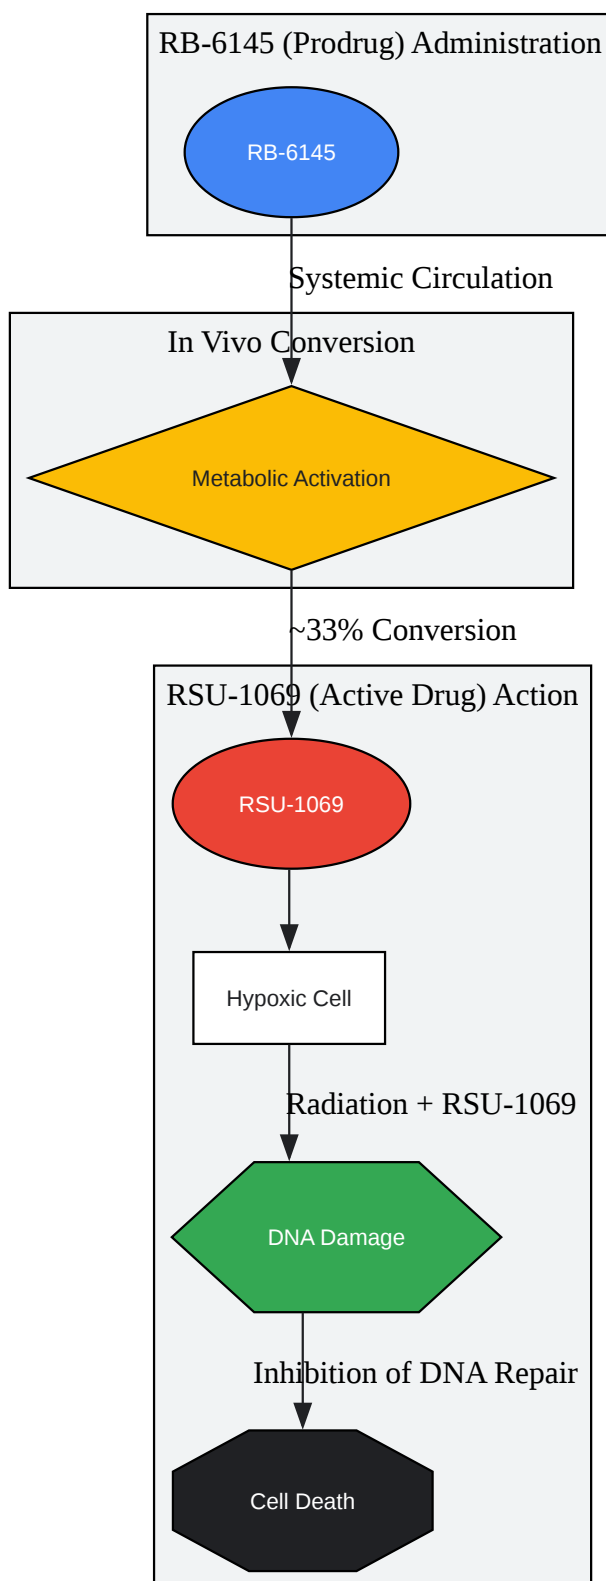 RB-6145 (Prodrug) Administration
RB-6145
Systemic Circulation
In Vivo Conversion
Metabolic Activation
~33% Conversion
RSU-1069 (Active Drug) Action
RSU-1069
Hypoxic Cell
Radiation + RSU-1069
DNA Damage
Inhibition of DNA Repair
Cell Death